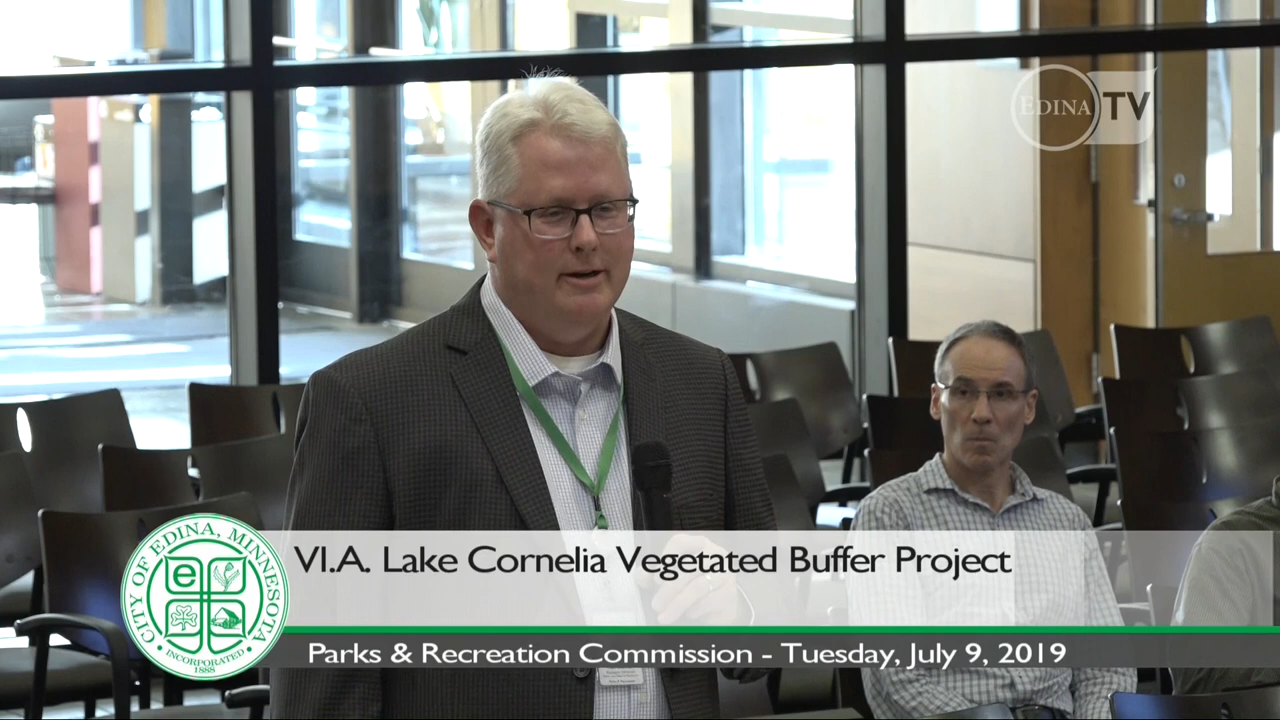 EDINA TV
VI.A. Lake Cornelia Vegetated Buffer Project
CITY OF EDINA, MINNESOTA
e
INCORPORATED
1888
Parks & Recreation Commission - Tuesday, July 9, 2019